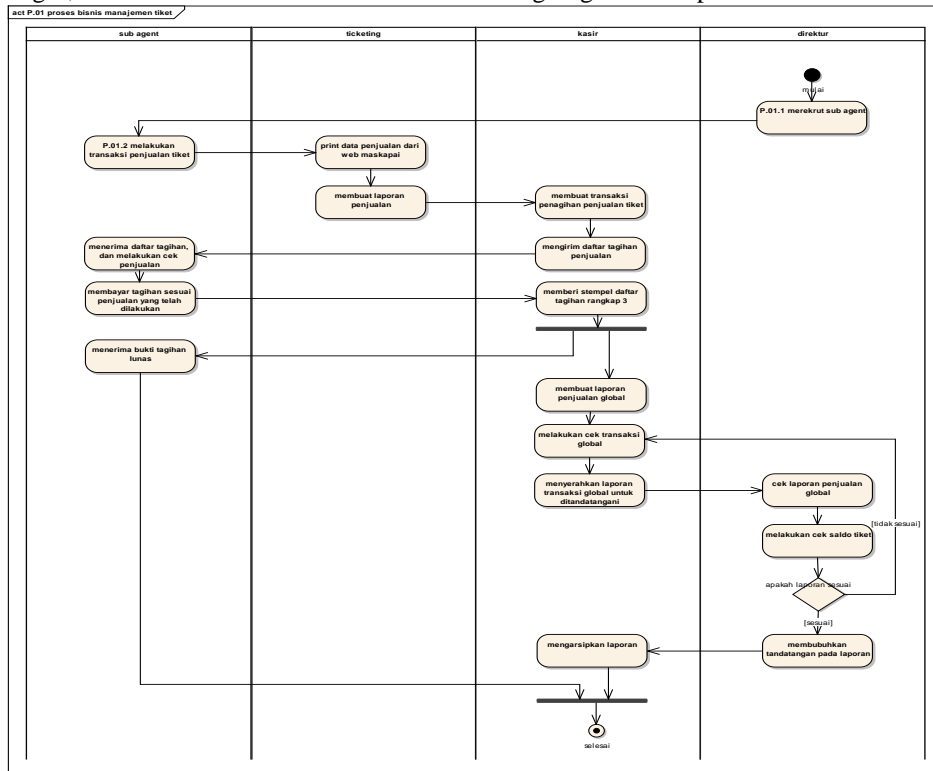 act P.01 proses bisnis manajemen tiket
sub agent
ticketing
kasir
direktur
mulai
P.01.1 merekrut sub agent
P.01.2 melakukan
transaksi penjualan tiket
print data penjualan dari
web maskapai
membuat laporan
penjualan
membuat transaksi
penagihan penjualan tiket
menerima daftar tagihan,
dan melakukan cek
penjualan
mengirim daftar tagihan
penjualan
membayar tagihan sesuai
penjualan yang telah
dilakukan
memberi stempel daftar
tagihan rangkap 3
menerima bukti tagihan
lunas
membuat laporan
penjualan global
melakukan cek transaksi
global
menyerahkan laporan
transaksi global untuk
ditandatangani
cek laporan penjualan
global
[tidak sesuai]
melakukan cek saldo tiket
apakah laporan sesuai
[sesuai]
mengarsipkan laporan
membubuhkan
tandatangan pada laporan
selesai